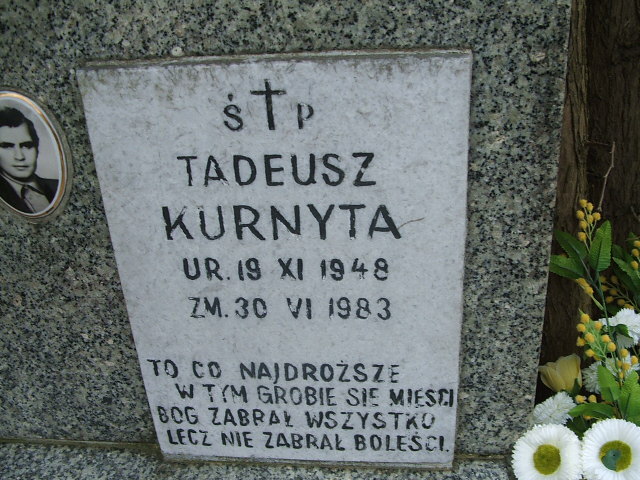 Ś † P
TADEUSZ
KURNYTA
UR. 19 XI 1948
ZM. 30 VI 1983
TO CO NAJDROŻSZE
W TYM GROBIE SIĘ MIEŚCI
BÓG ZABRAŁ WSZYSTKO
LECZ NIE ZABRAŁ BOLEŚCI.